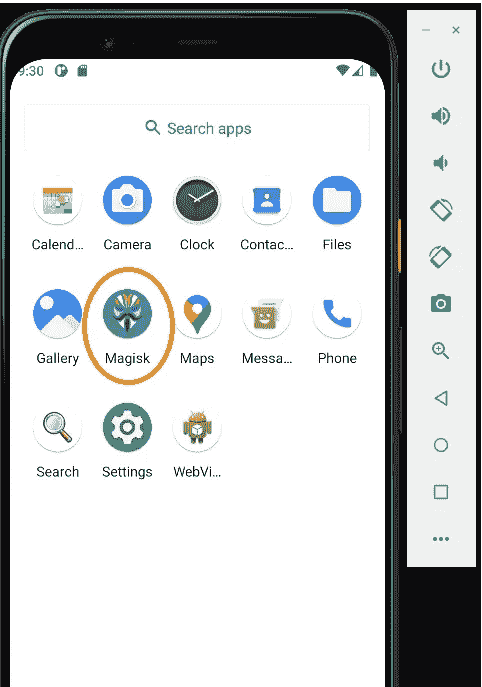 9:30
Search apps
Calend... Camera Clock Contac... Files
Gallery Magisk Maps Messa... Phone
Search Settings WebVi...